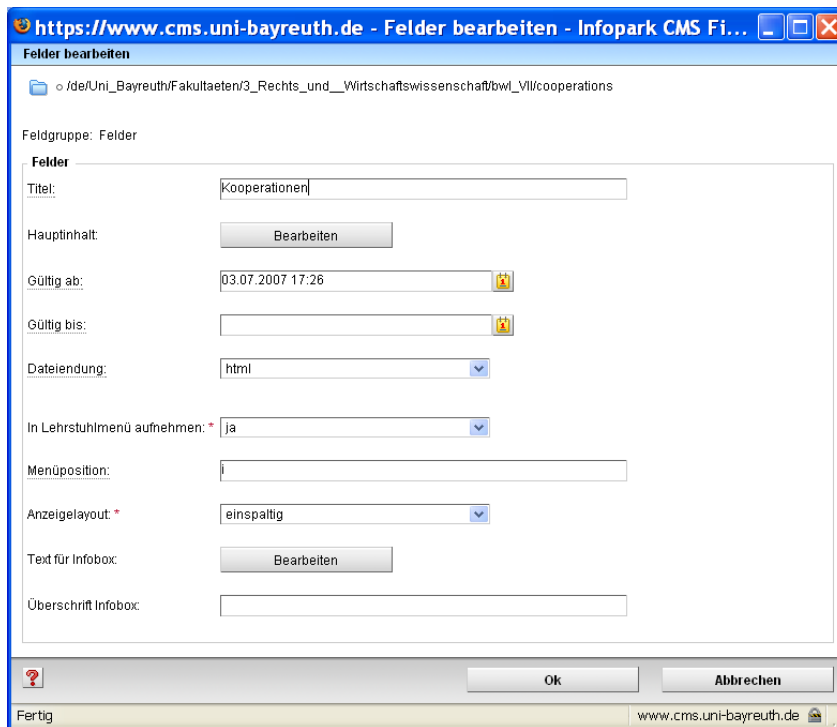 https://www.cms.uni-bayreuth.de - Felder bearbeiten - Infopark CMS Fi...
Felder bearbeiten
/de/Uni_Bayreuth/Fakultaeten/3_Rechts_und__Wirtschaftswissenschaft/bwl_VII/cooperations
Feldgruppe: Felder
Felder
Titel: Kooperationen
Hauptinhalt: Bearbeiten
Gültig ab: 03.07.2007 17:26
Gültig bis:
Dateiendung: html
In Lehrstuhlmenü aufnehmen: * ja
Menüposition: i
Anzeigelayout: * einspaltig
Text für Infobox: Bearbeiten
Überschrift Infobox:
? Ok Abbrechen
Fertig www.cms.uni-bayreuth.de